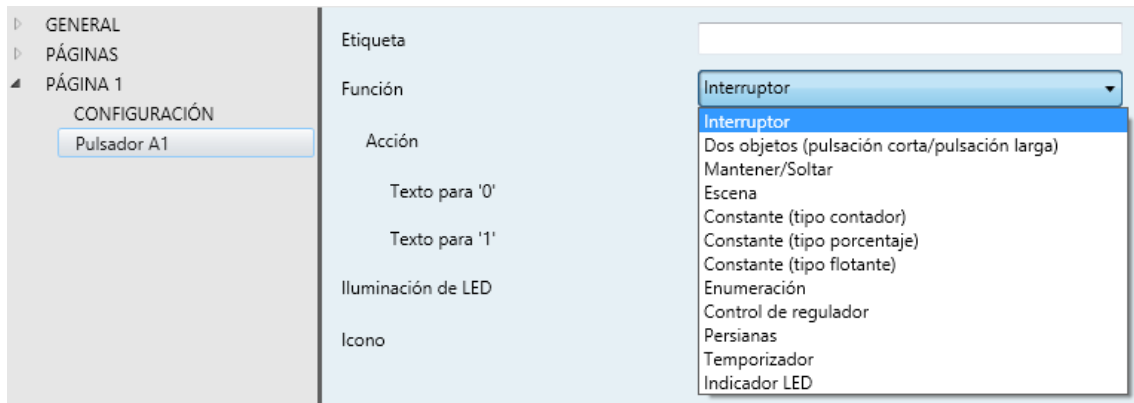 GENERAL
PÁGINAS
PÁGINA 1
CONFIGURACIÓN
Pulsador A1
Etiqueta
Función
Interruptor
Interruptor
Dos objetos (pulsación corta/pulsación larga)
Mantener/Soltar
Escena
Constante (tipo contador)
Constante (tipo porcentaje)
Constante (tipo flotante)
Enumeración
Control de regulador
Persianas
Temporizador
Indicador LED
Acción
Texto para '0'
Texto para '1'
Iluminación de LED
Icono